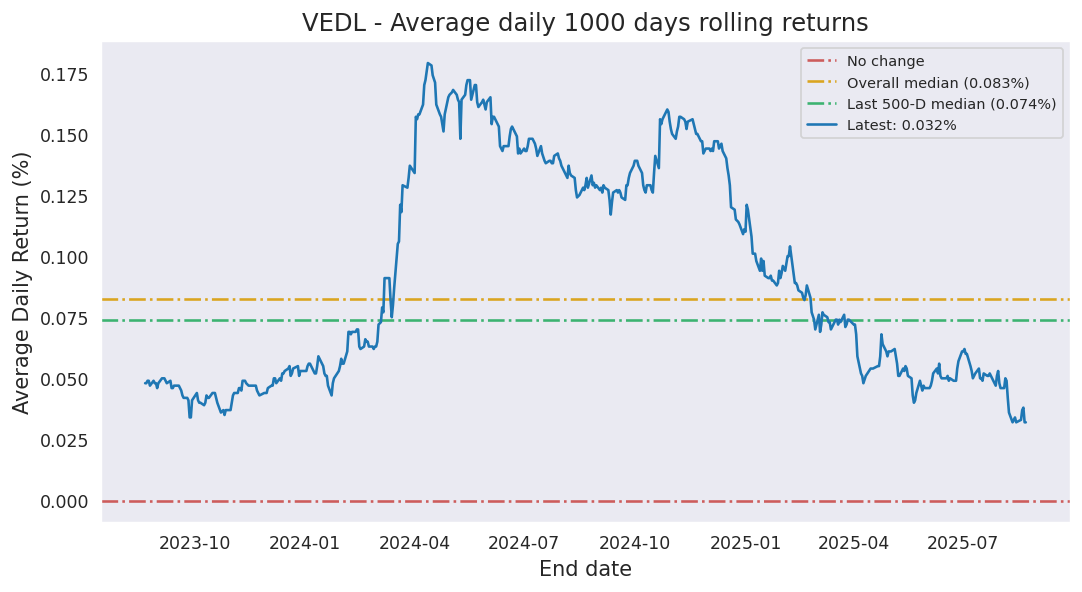 VEDL - Average daily 1000 days rolling returns
No change
Overall median (0.083%)
Last 500-D median (0.074%)
Latest: 0.032%
Average Daily Return (%)
0.175
0.150
0.125
0.100
0.075
0.050
0.025
0.000
2023-10 2024-01 2024-04 2024-07 2024-10 2025-01 2025-04 2025-07
End date